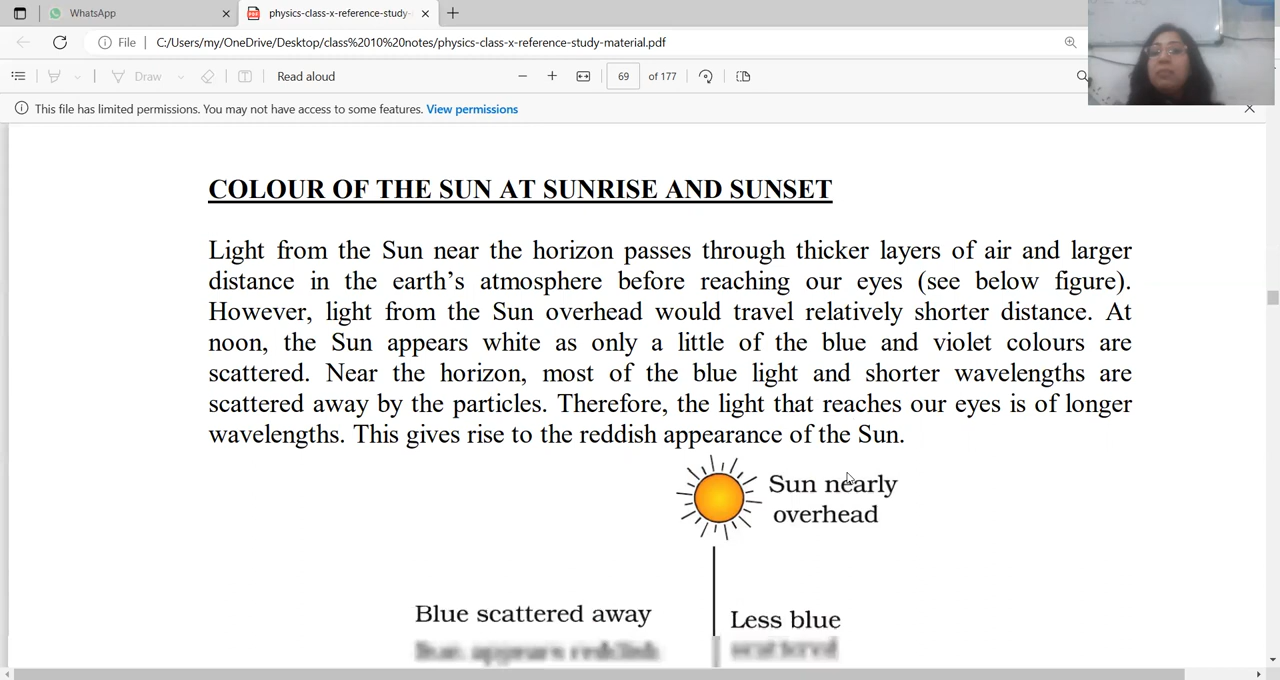 WhatsApp
physics-class-x-reference-study-
File
C:/Users/my/OneDrive/Desktop/class%2010%20notes/physics-class-x-reference-study-material.pdf
Draw
Read aloud
69 of 177
This file has limited permissions. You may not have access to some features. View permissions
COLOUR OF THE SUN AT SUNRISE AND SUNSET
Light from the Sun near the horizon passes through thicker layers of air and larger
distance in the earth’s atmosphere before reaching our eyes (see below figure).
However, light from the Sun overhead would travel relatively shorter distance. At
noon, the Sun appears white as only a little of the blue and violet colours are
scattered. Near the horizon, most of the blue light and shorter wavelengths are
scattered away by the particles. Therefore, the light that reaches our eyes is of longer
wavelengths. This gives rise to the reddish appearance of the Sun.
Sun nearly
overhead
Blue scattered away
Less blue